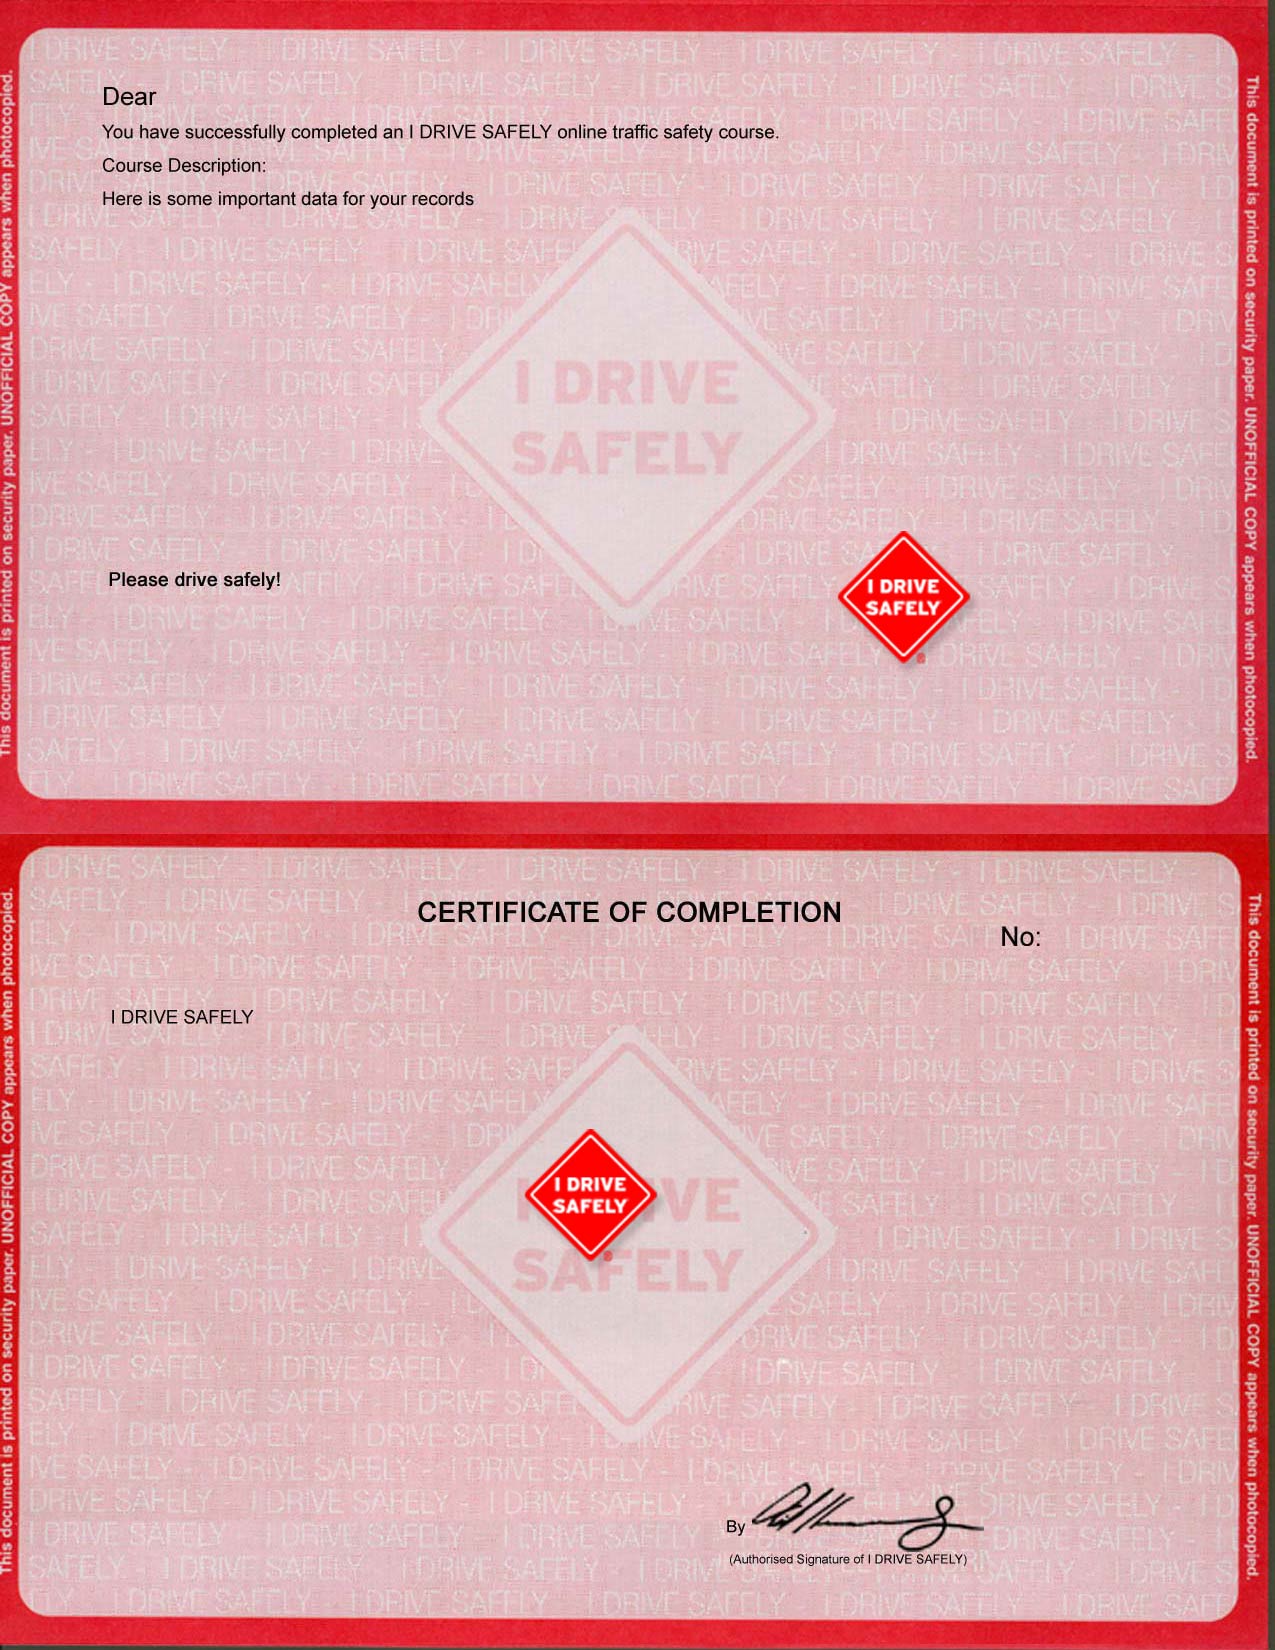 Dear
You have successfully completed an I DRIVE SAFELY online traffic safety course.
Course Description:
Here is some important data for your records
I DRIVE
SAFELY
Please drive safely!
I DRIVE
SAFELY
This document is printed on security paper. UNOFFICIAL COPY appears when photocopied.
This document is printed on security paper. UNOFFICIAL COPY appears when photocopied.
CERTIFICATE OF COMPLETION
No:
I DRIVE SAFELY
I DRIVE
SAFELY
VE
SAFELY
By
(Authorised Signature of I DRIVE SAFELY)
This document is printed on security paper. UNOFFICIAL COPY appears when photocopied.
This document is printed on security paper. UNOFFICIAL COPY appears when photocopied.